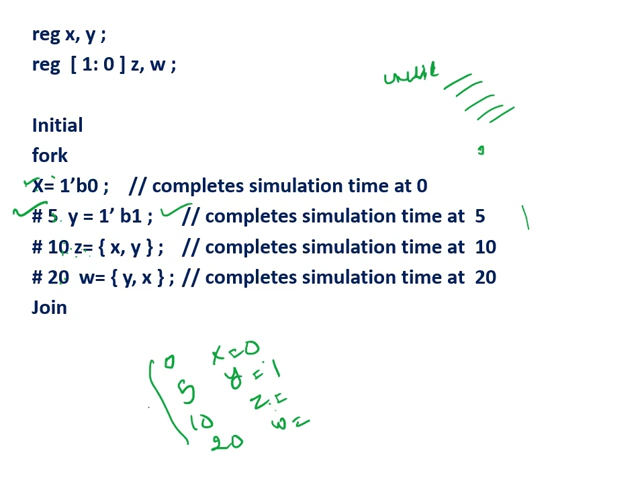 reg x, y ;
reg [ 1: 0 ] z, w ;
Initial
fork
X= 1’b0 ; // completes simulation time at 0
# 5 y = 1’ b1 ; // completes simulation time at 5
# 10 z= { x, y } ; // completes simulation time at 10
# 20 w= { y, x } ; // completes simulation time at 20
Join
0 x=0
5 y=1
10 z=
20 w=